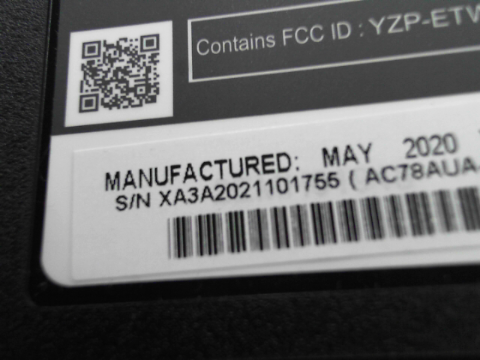 Contains FCC ID : YZP-ETW
MANUFACTURED: MAY 2020
S/N XA3A2021101755 ( AC78AUA